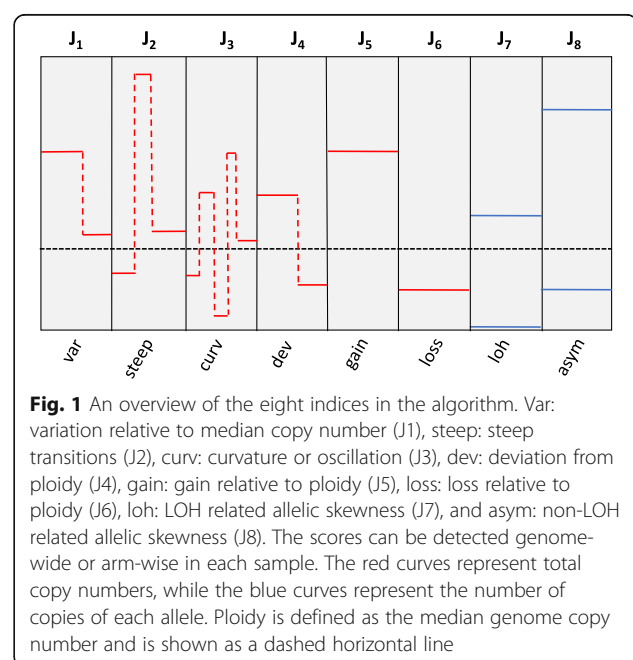 J1 J2 J3 J4 J5 J6 J7 J8
var steep curv dev gain loss loh asym
Fig. 1 An overview of the eight indices in the algorithm. Var:
variation relative to median copy number (J1), steep: steep
transitions (J2), curv: curvature or oscillation (J3), dev: deviation from
ploidy (J4), gain: gain relative to ploidy (J5), loss: loss relative to
ploidy (J6), loh: LOH related allelic skewness (J7), and asym: non-LOH
related allelic skewness (J8). The scores can be detected genome-
wide or arm-wise in each sample. The red curves represent total
copy numbers, while the blue curves represent the number of
copies of each allele. Ploidy is defined as the median genome copy
number and is shown as a dashed horizontal line